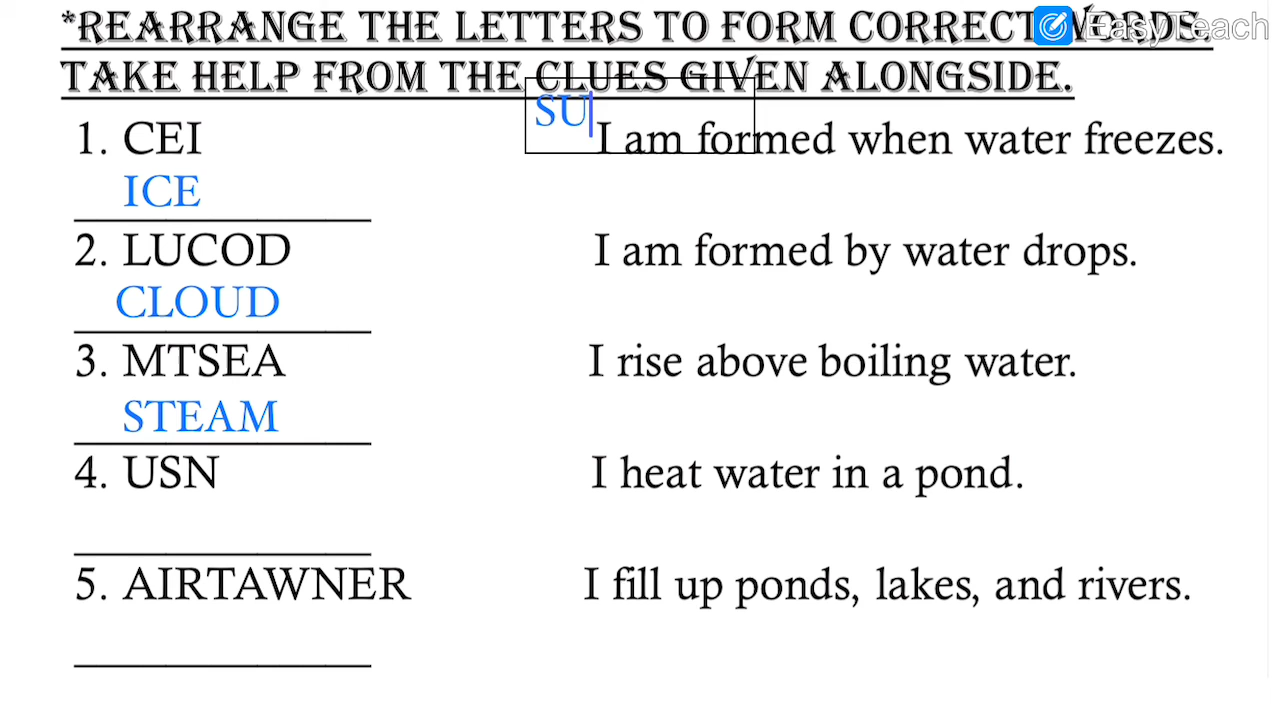 *REARRANGE THE LETTERS TO FORM CORRECT WORDS.
EasyTeach
TAKE HELP FROM THE CLUES GIVEN ALONGSIDE.
SU
1. CEI I am formed when water freezes.
ICE
2. LUCOD I am formed by water drops.
CLOUD
3. MTSEA I rise above boiling water.
STEAM
4. USN I heat water in a pond.
5. AIRTAWNER I fill up ponds, lakes, and rivers.